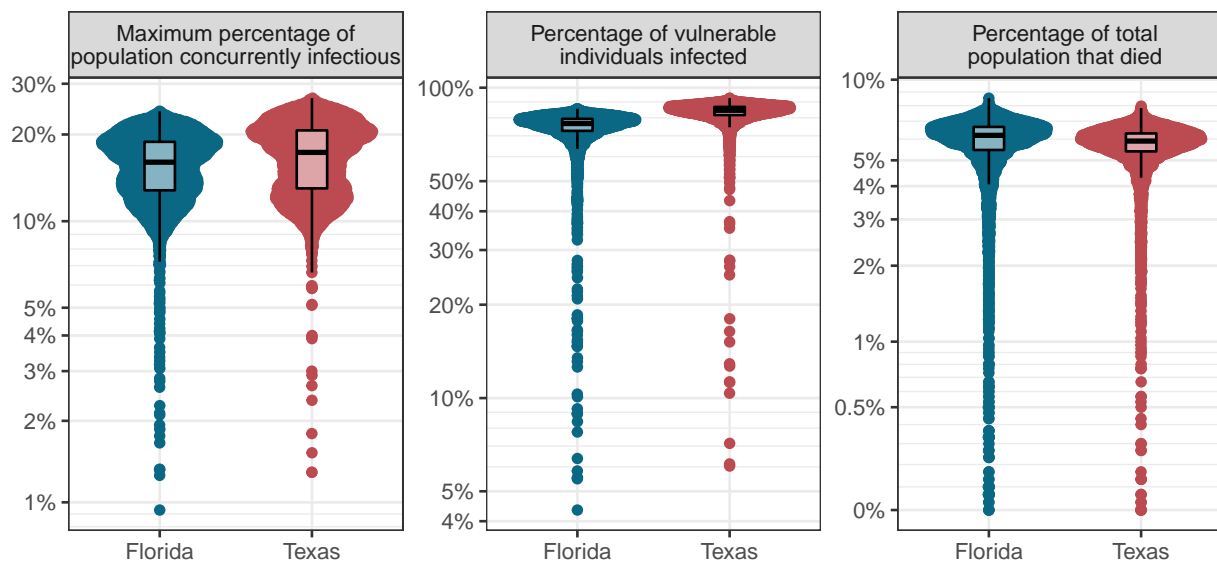 Maximum percentage of
population concurrently infectious
30%
20%
10%
5%
4%
3%
2%
1%
Florida
Texas
Percentage of vulnerable
individuals infected
100%
50%
40%
30%
20%
10%
5%
4%
Florida
Texas
Percentage of total
population that died
10%
5%
4%
3%
2%
1%
0.5%
0%
Florida
Texas